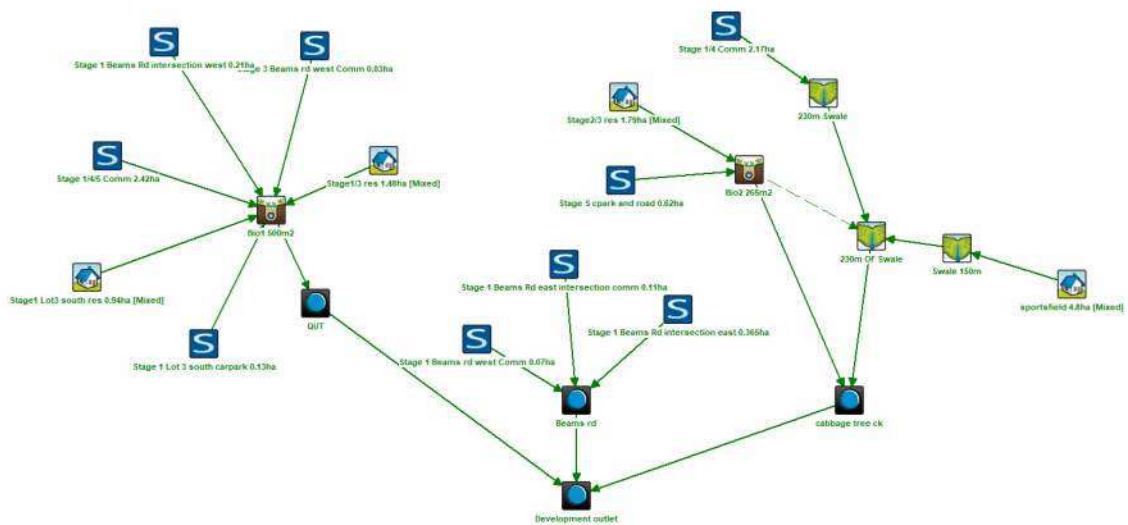 Stage 1 Beams Rd intersection west 0.21ha
Stage 3 Beams rd west Comm 0.03ha
Stage 1/4 Comm 2.17ha
230m Swale
Stage2/3 res 1.79ha [Mixed]
Stage 1/4/5 Comm 2.42ha
Stage1/3 res 1.48ha [Mixed]
Bio2 265m2
Stage 5 cpark and road 0.62ha
Bio1 500m2
230m Of Swale
Swale 150m
Stage1 Lot3 south res 0.94ha [Mixed]
Stage 1 Beams Rd east intersection comm 0.11ha
sportsfield 4.8ha [Mixed]
QUT
Stage 1 Beams Rd intersection east 0.365ha
Stage 1 Lot 3 south carpark 0.13ha
Stage 1 Beams rd west Comm 0.07ha
Beams rd
cabbage tree ck
Development outlet